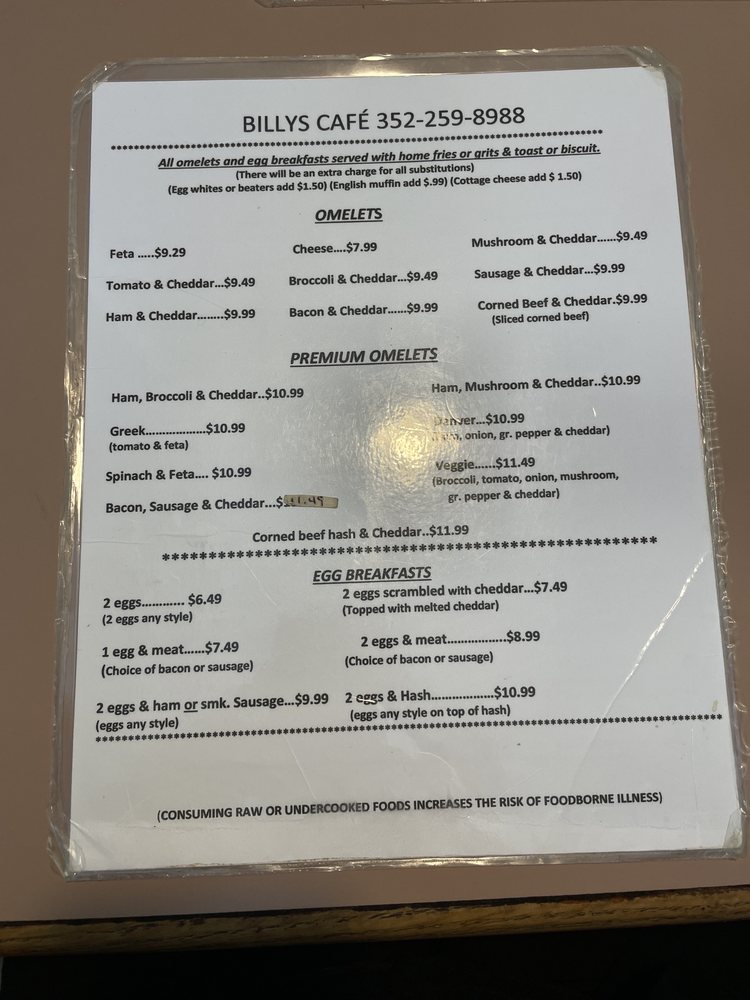 BILLYS CAFÉ 352-259-8988
All omelets and egg breakfasts served with home fries or grits & toast or biscuit.
(There will be an extra charge for all substitutions)
(Egg whites or beaters add $1.50) (English muffin add $.99) (Cottage cheese add $ 1.50)
OMELETS
Feta .....$9.29 Cheese....$7.99 Mushroom & Cheddar......$9.49
Tomato & Cheddar...$9.49 Broccoli & Cheddar...$9.49 Sausage & Cheddar...$9.99
Ham & Cheddar........$9.99 Bacon & Cheddar......$9.99 Corned Beef & Cheddar.$9.99
(Sliced corned beef)
PREMIUM OMELETS
Ham, Broccoli & Cheddar..$10.99 Ham, Mushroom & Cheddar..$10.99
Greek..................$10.99 Denver...$10.99
(tomato & feta) onion, gr. pepper & cheddar)
Spinach & Feta.... $10.99 Veggie......$11.49
(Broccoli, tomato, onion, mushroom,
gr. pepper & cheddar)
Bacon, Sausage & Cheddar...$11.49
Corned beef hash & Cheddar..$11.99
EGG BREAKFASTS
2 eggs............ $6.49 2 eggs scrambled with cheddar...$7.49
(2 eggs any style) (Topped with melted cheddar)
1 egg & meat......$7.49 2 eggs & meat..................$8.99
(Choice of bacon or sausage) (Choice of bacon or sausage)
2 eggs & ham or smk. Sausage...$9.99 2 eggs & Hash...................$10.99
(eggs any style) (eggs any style on top of hash)
(CONSUMING RAW OR UNDERCOOKED FOODS INCREASES THE RISK OF FOODBORNE ILLNESS)